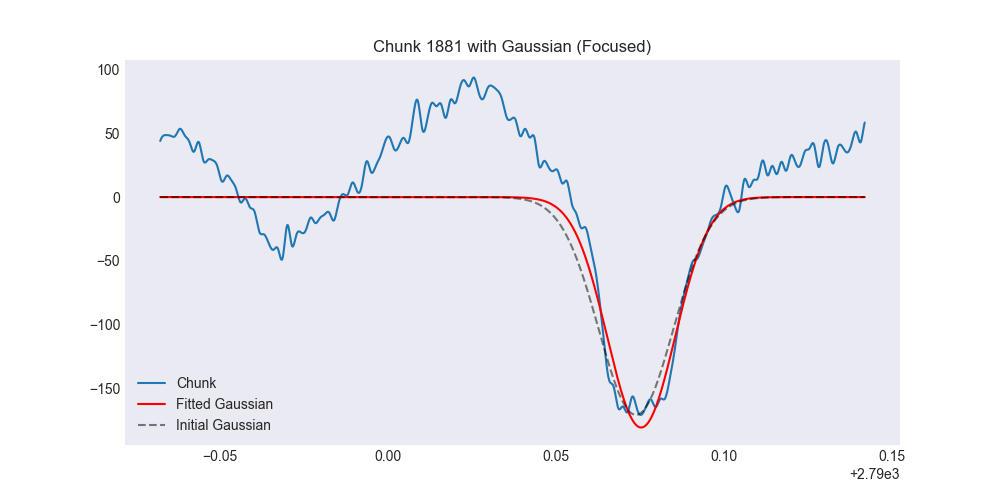 Chunk 1881 with Gaussian (Focused)
100
50
0
−50
−100
−150
Chunk
Fitted Gaussian
Initial Gaussian
−0.05
0.00
0.05
0.10
0.15
+2.79e3